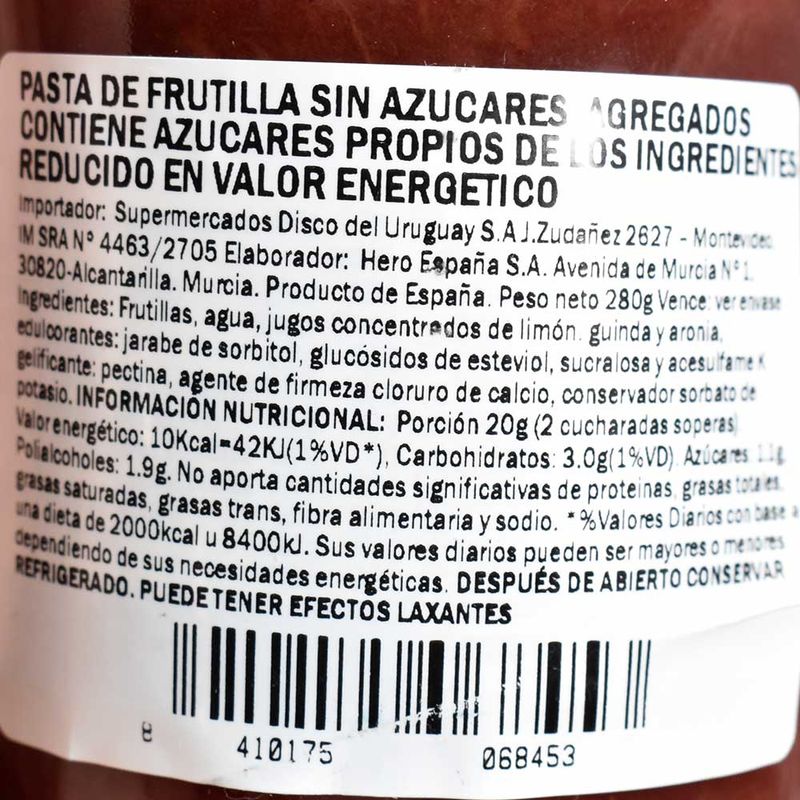 PASTA DE FRUTILLA SIN AZUCARES AGREGADOS
CONTIENE AZUCARES PROPIOS DE LOS INGREDIENTES
REDUCIDO EN VALOR ENERGETICO
Importador: Supermercados Disco del Uruguay S.A J.Zudañez 2627 - Montevideo.
IM SRA N° 4463/2705 Elaborador: Hero España S.A. Avenida de Murcia N°1.
30820-Alcantarilla. Murcia. Producto de España. Peso neto 280g Vence: ver envase
Ingredientes: Frutillas, agua, jugos concentrados de limón, guinda y aronia,
edulcorantes: jarabe de sorbitol, glucósidos de esteviol, sucralosa y acesulfame K
gelificante: pectina, agente de firmeza cloruro de calcio, conservador sorbato de
potasio. INFORMACIÓN NUTRICIONAL: Porción 20g (2 cucharadas soperas)
Valor energético: 10Kcal=42KJ(1%VD*), Carbohidratos: 3.0g(1%VD). Azúcares: 1.1g,
Polialcoholes: 1.9g. No aporta cantidades significativas de proteinas, grasas totales,
grasas saturadas, grasas trans, fibra alimentaria y sodio. *%Valores Diarios con base a
una dieta de 2000kcal u 8400kJ. Sus valores diarios pueden ser mayores o menores
dependiendo de sus necesidades energéticas. DESPUÉS DE ABIERTO CONSERVAR
REFRIGERADO. PUEDE TENER EFECTOS LAXANTES
8 410175 068453